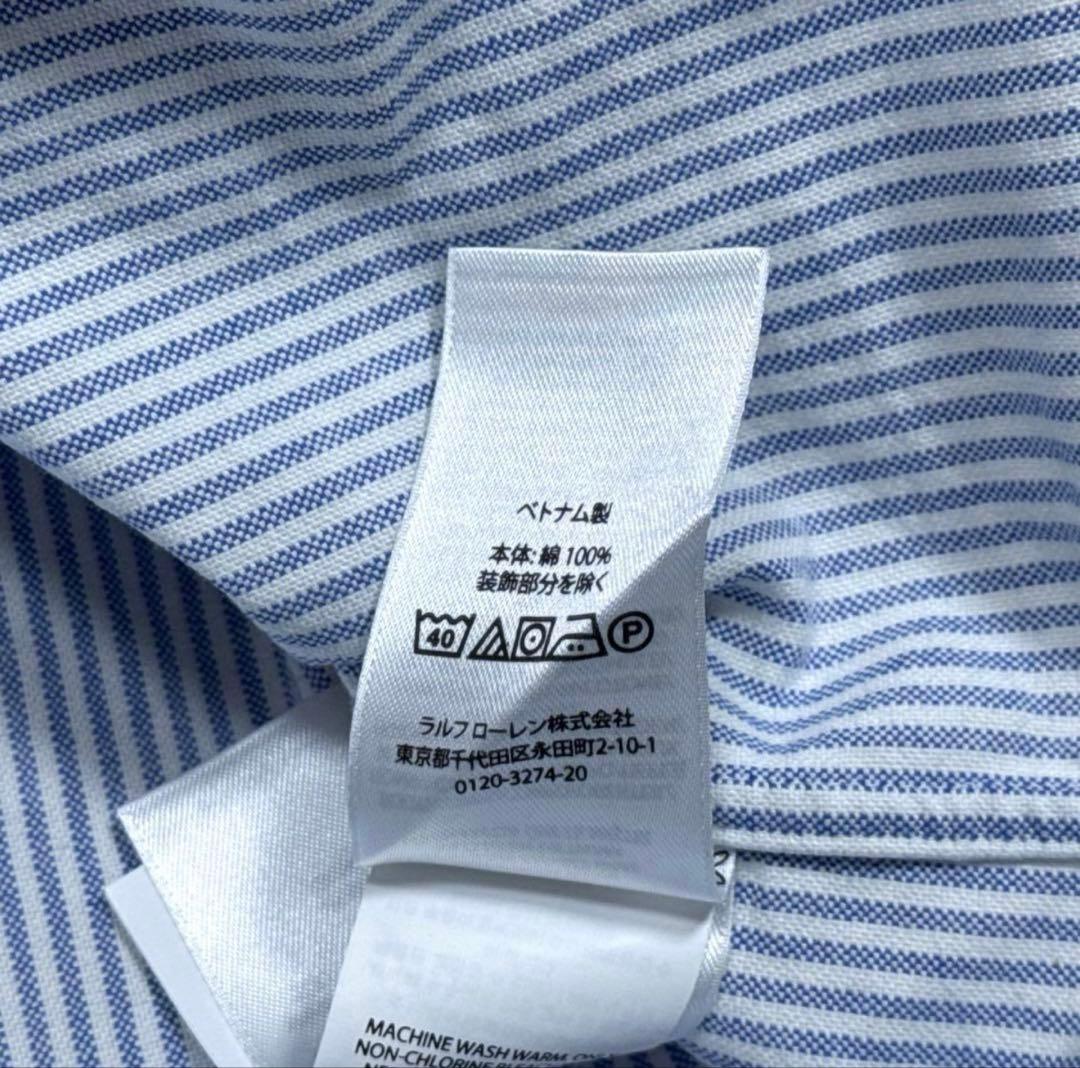 ベトナム製
本体: 綿 100%
装飾部分を除く
40 P
ラルフローレン株式会社
東京都千代田区永田町2-10-1
0120-3274-20
MACHINE WASH WARM,
NON-CHLORINE BLEACH